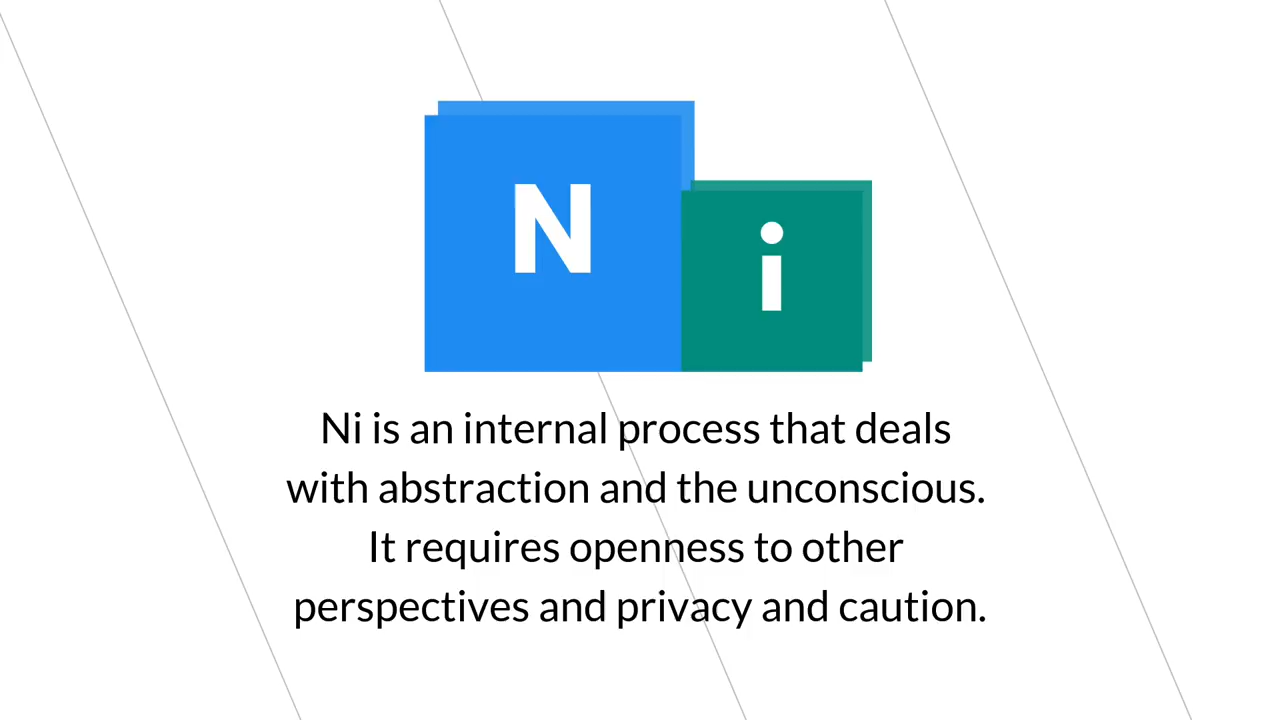 N i
Ni is an internal process that deals
with abstraction and the unconscious.
It requires openness to other
perspectives and privacy and caution.